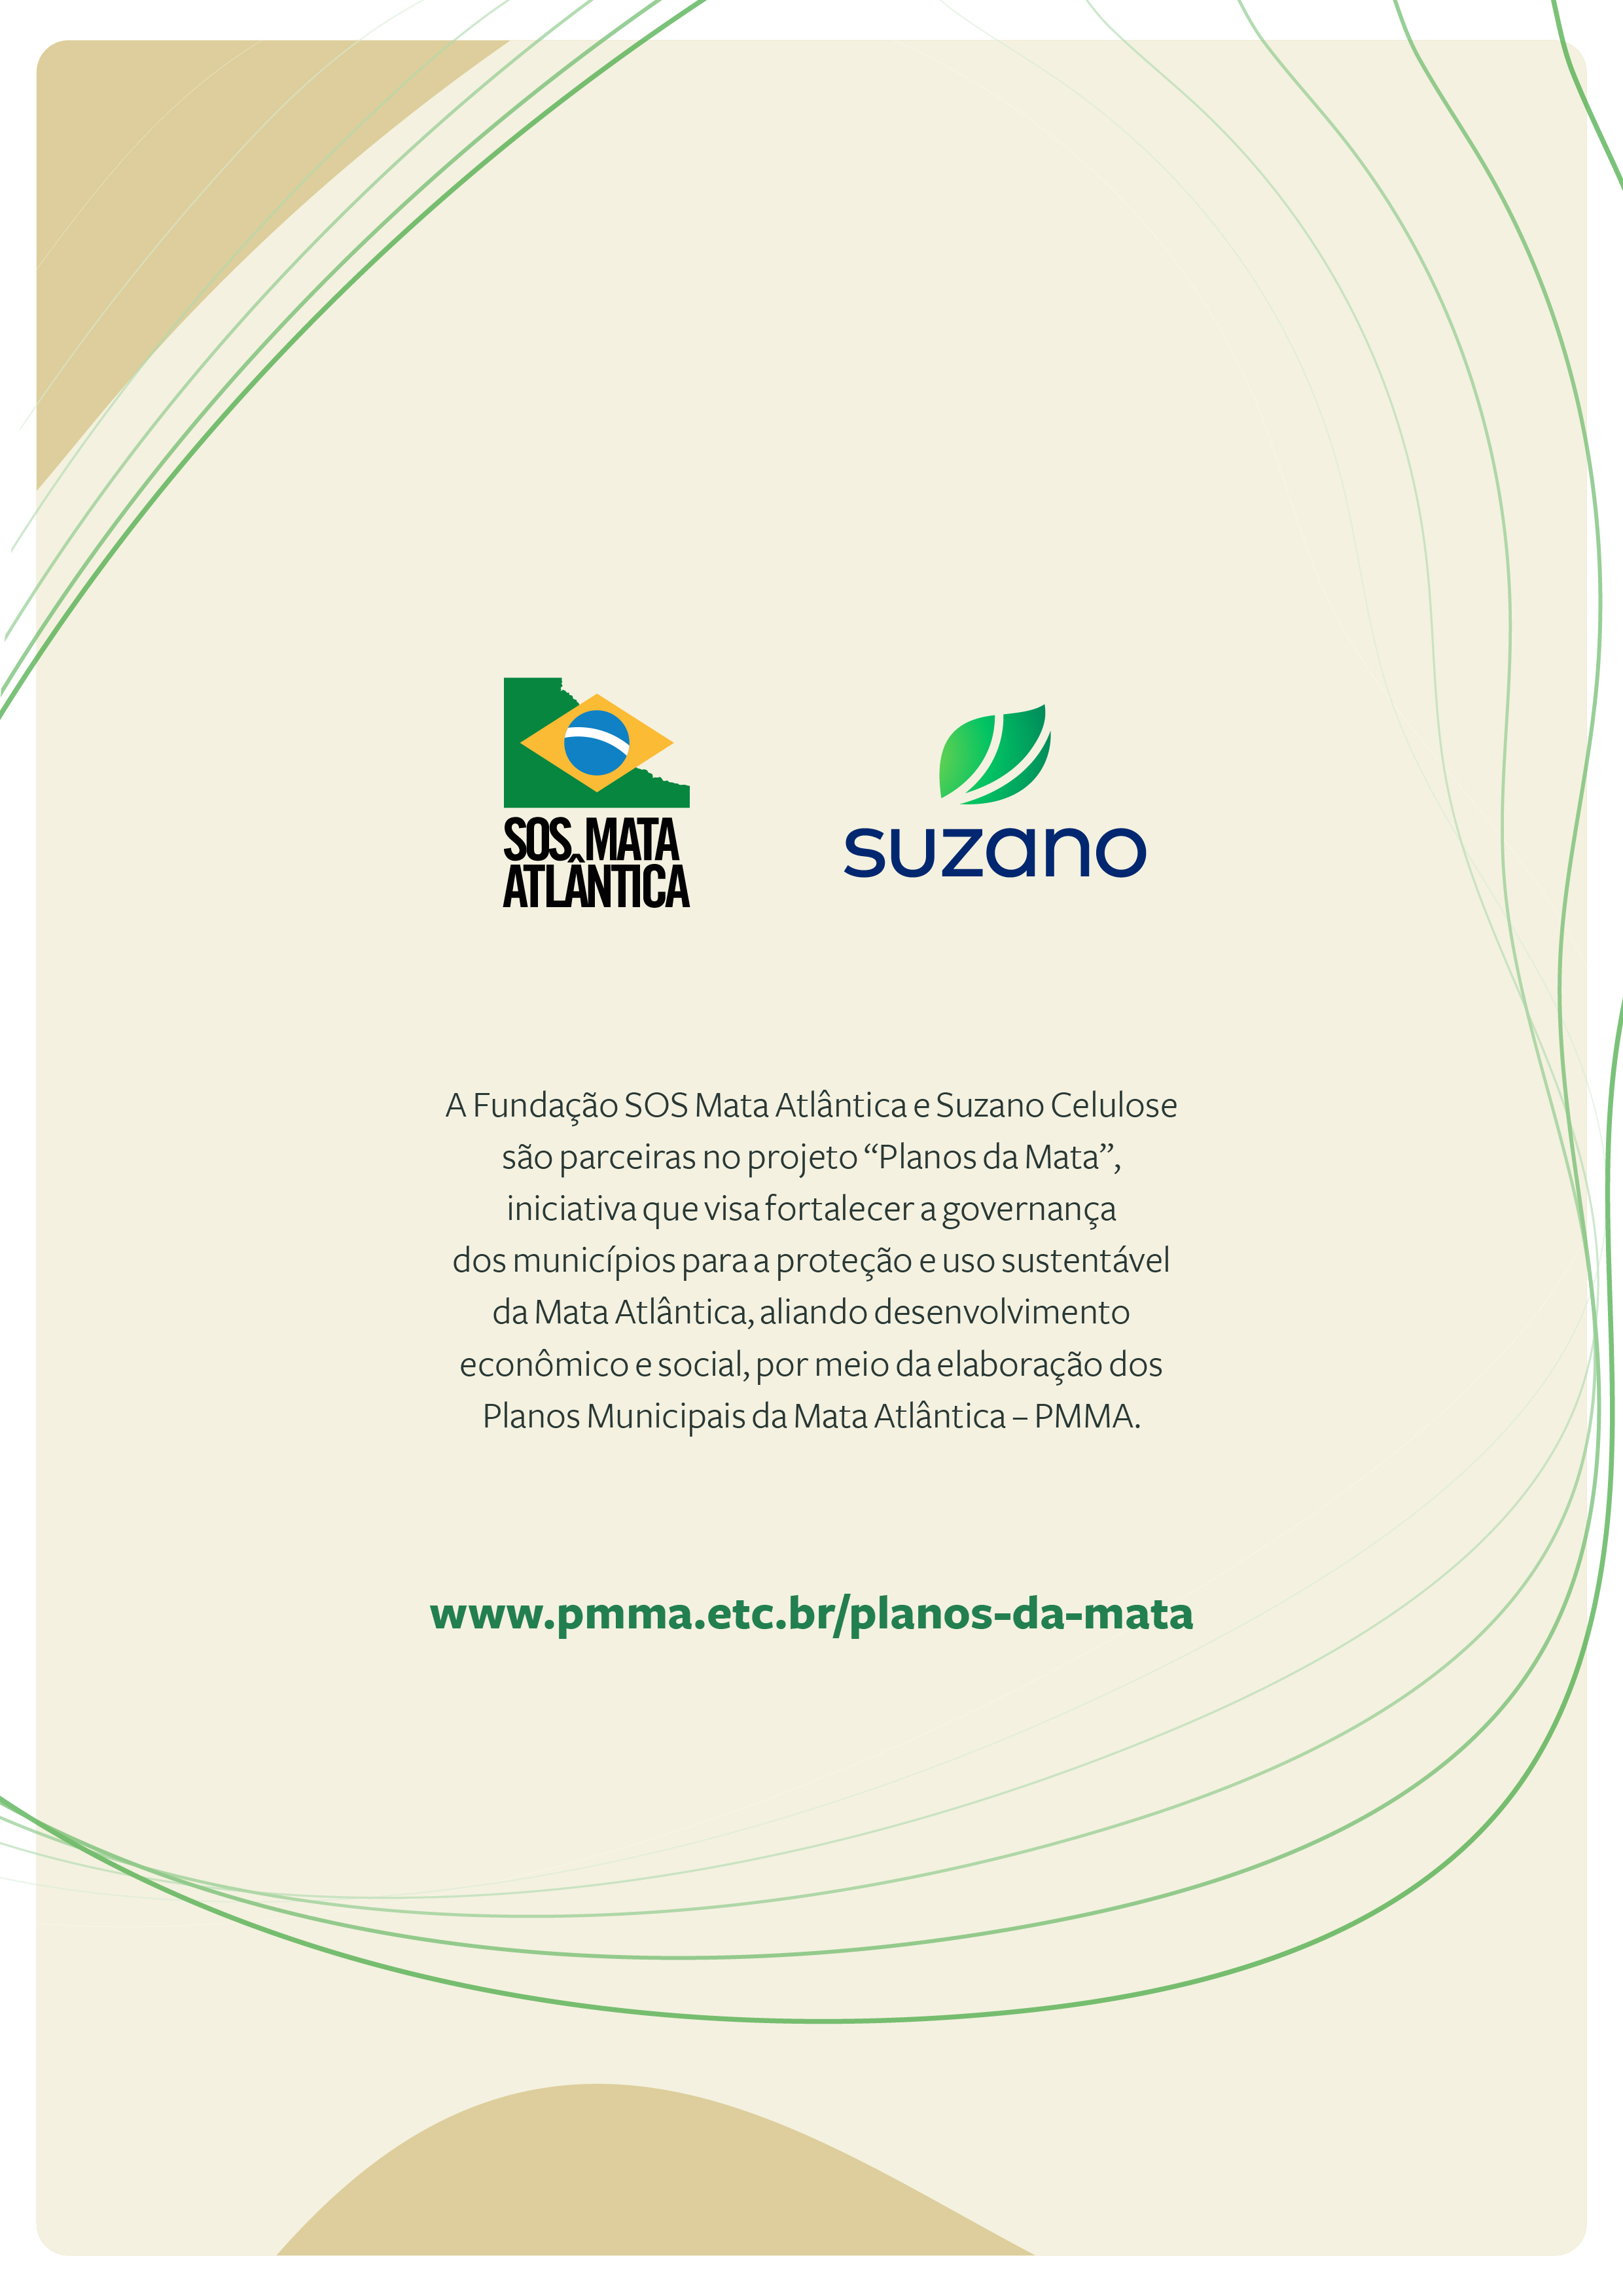 SOS MATA
ATLÂNTICA
suzano
A Fundação SOS Mata Atlântica e Suzano Celulose
são parceiras no projeto “Planos da Mata”,
iniciativa que visa fortalecer a governança
dos municípios para a proteção e uso sustentável
da Mata Atlântica, aliando desenvolvimento
econômico e social, por meio da elaboração dos
Planos Municipais da Mata Atlântica – PMMA.
www.pmma.etc.br/planos-da-mata